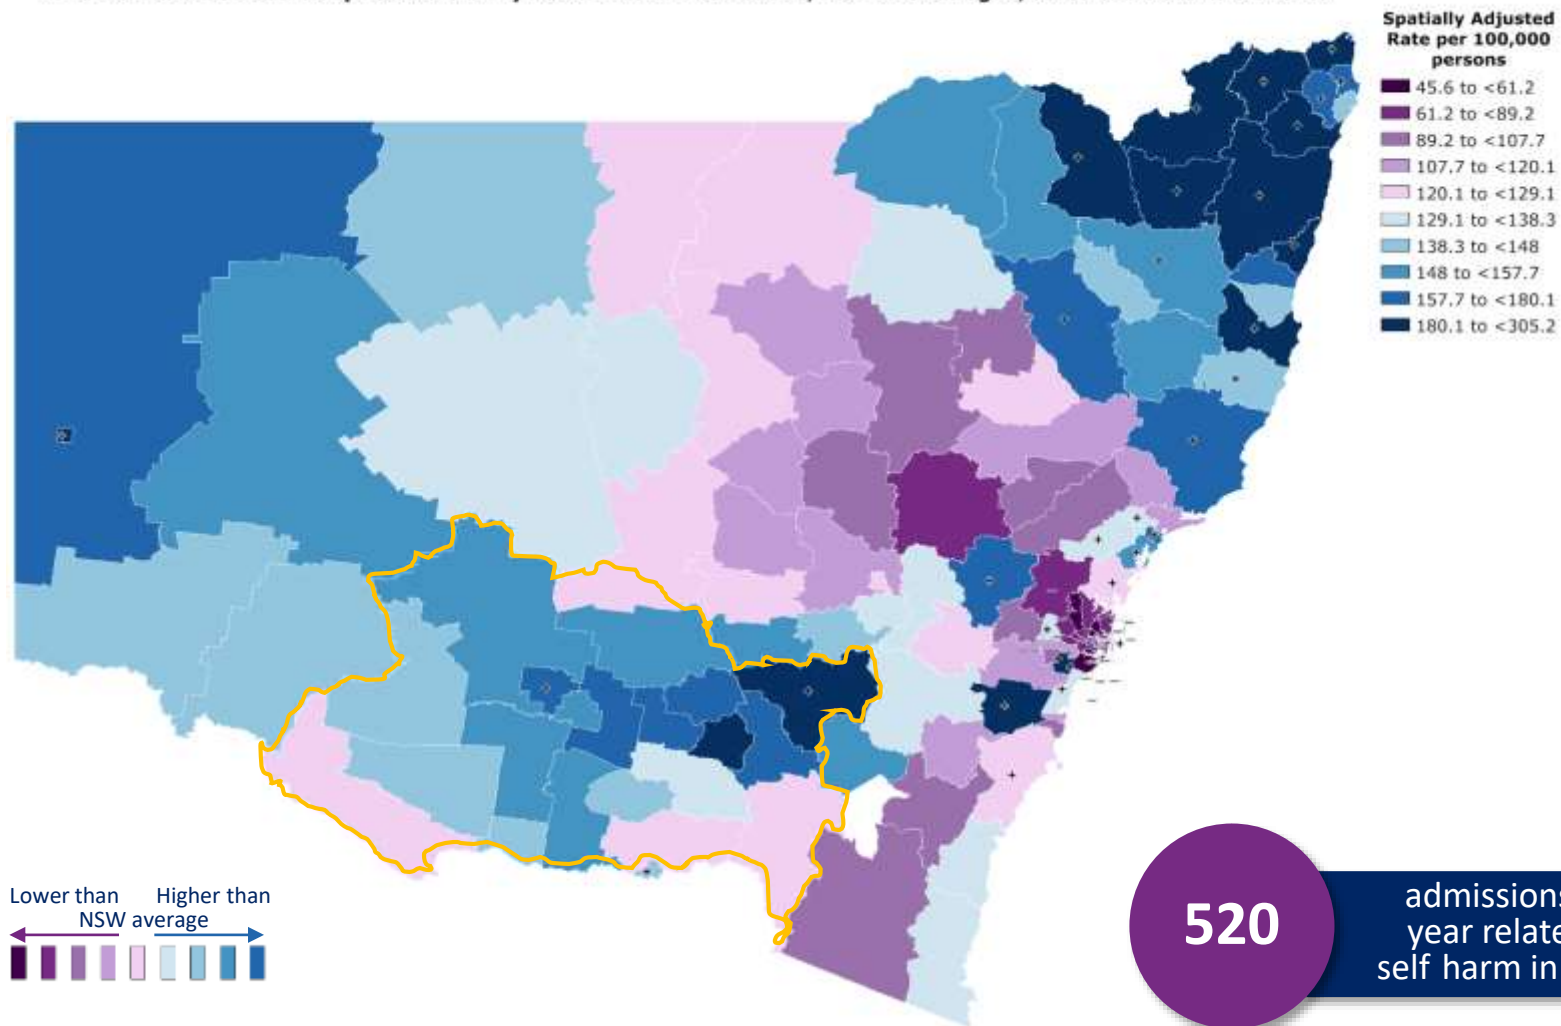 Spatially Adjusted
Rate per 100,000
persons
45.6 to <61.2
61.2 to <89.2
89.2 to <107.7
107.7 to <120.1
120.1 to <129.1
129.1 to <138.3
138.3 to <148
148 to <157.7
157.7 to <180.1
180.1 to <305.2
Lower than
Higher than
NSW average
520
admissions
year relate
self harm in